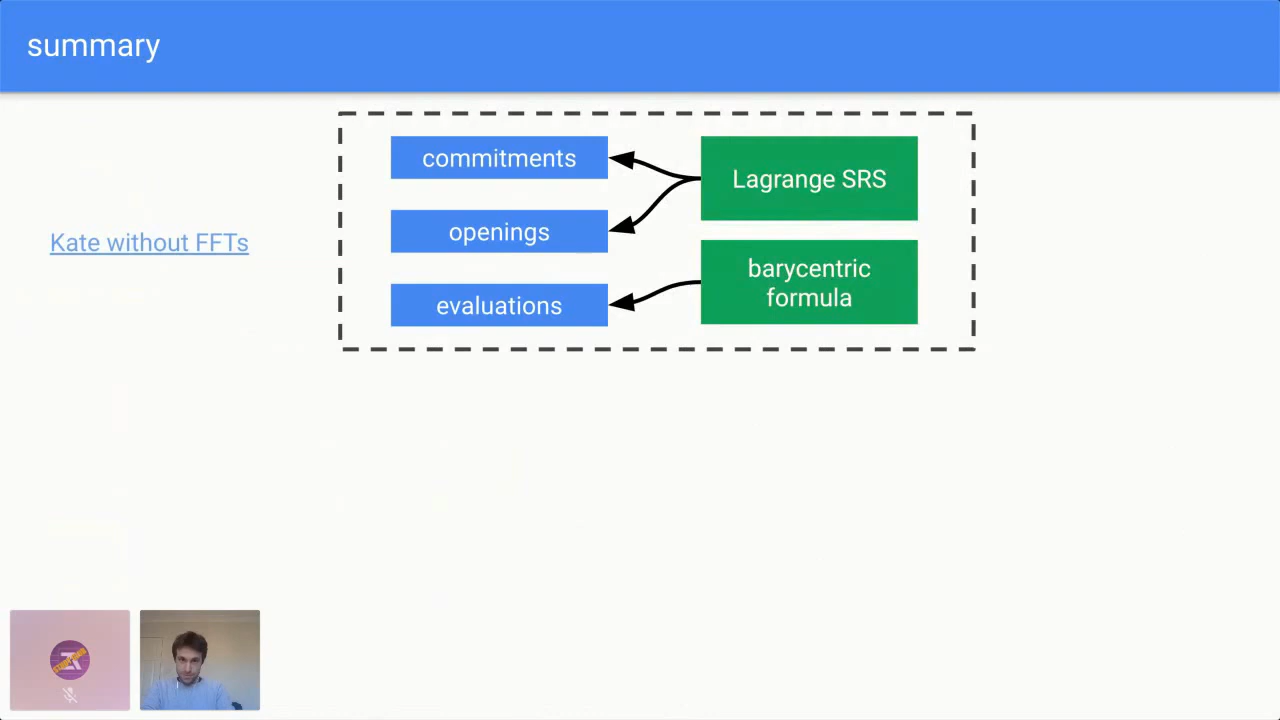 summary
Kate without FFTs
commitments
openings
evaluations
Lagrange SRS
barycentric
formula